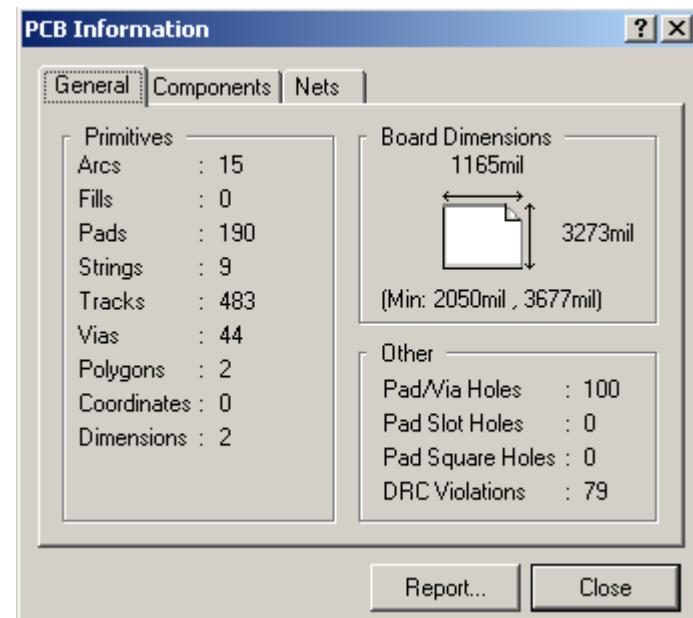 PCB Information
General Components Nets
Primitives
Arcs : 15
Fills : 0
Pads : 190
Strings : 9
Tracks : 483
Vias : 44
Polygons : 2
Coordinates : 0
Dimensions : 2
Board Dimensions
1165mil
3273mil
(Min: 2050mil , 3677mil)
Other
Pad/Via Holes : 100
Pad Slot Holes : 0
Pad Square Holes : 0
DRC Violations : 79
Report... Close